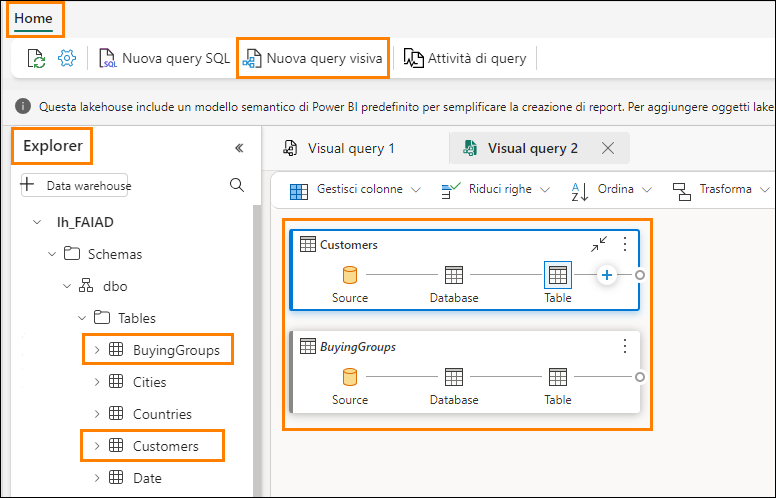 Home
Nuova query SQL Nuova query visiva Attività di query
Questa lakehouse include un modello semantico di Power BI predefinito per semplificare la creazione di report. Per aggiungere oggetti lake
Explorer
Data warehouse
lh_FAIAD
Schemas
dbo
Tables
BuyingGroups
Cities
Countries
Customers
Date
Visual query 1 Visual query 2
Gestisci colonne Riduci righe Ordina Trasforma
Customers
Source Database Table
BuyingGroups
Source Database Table